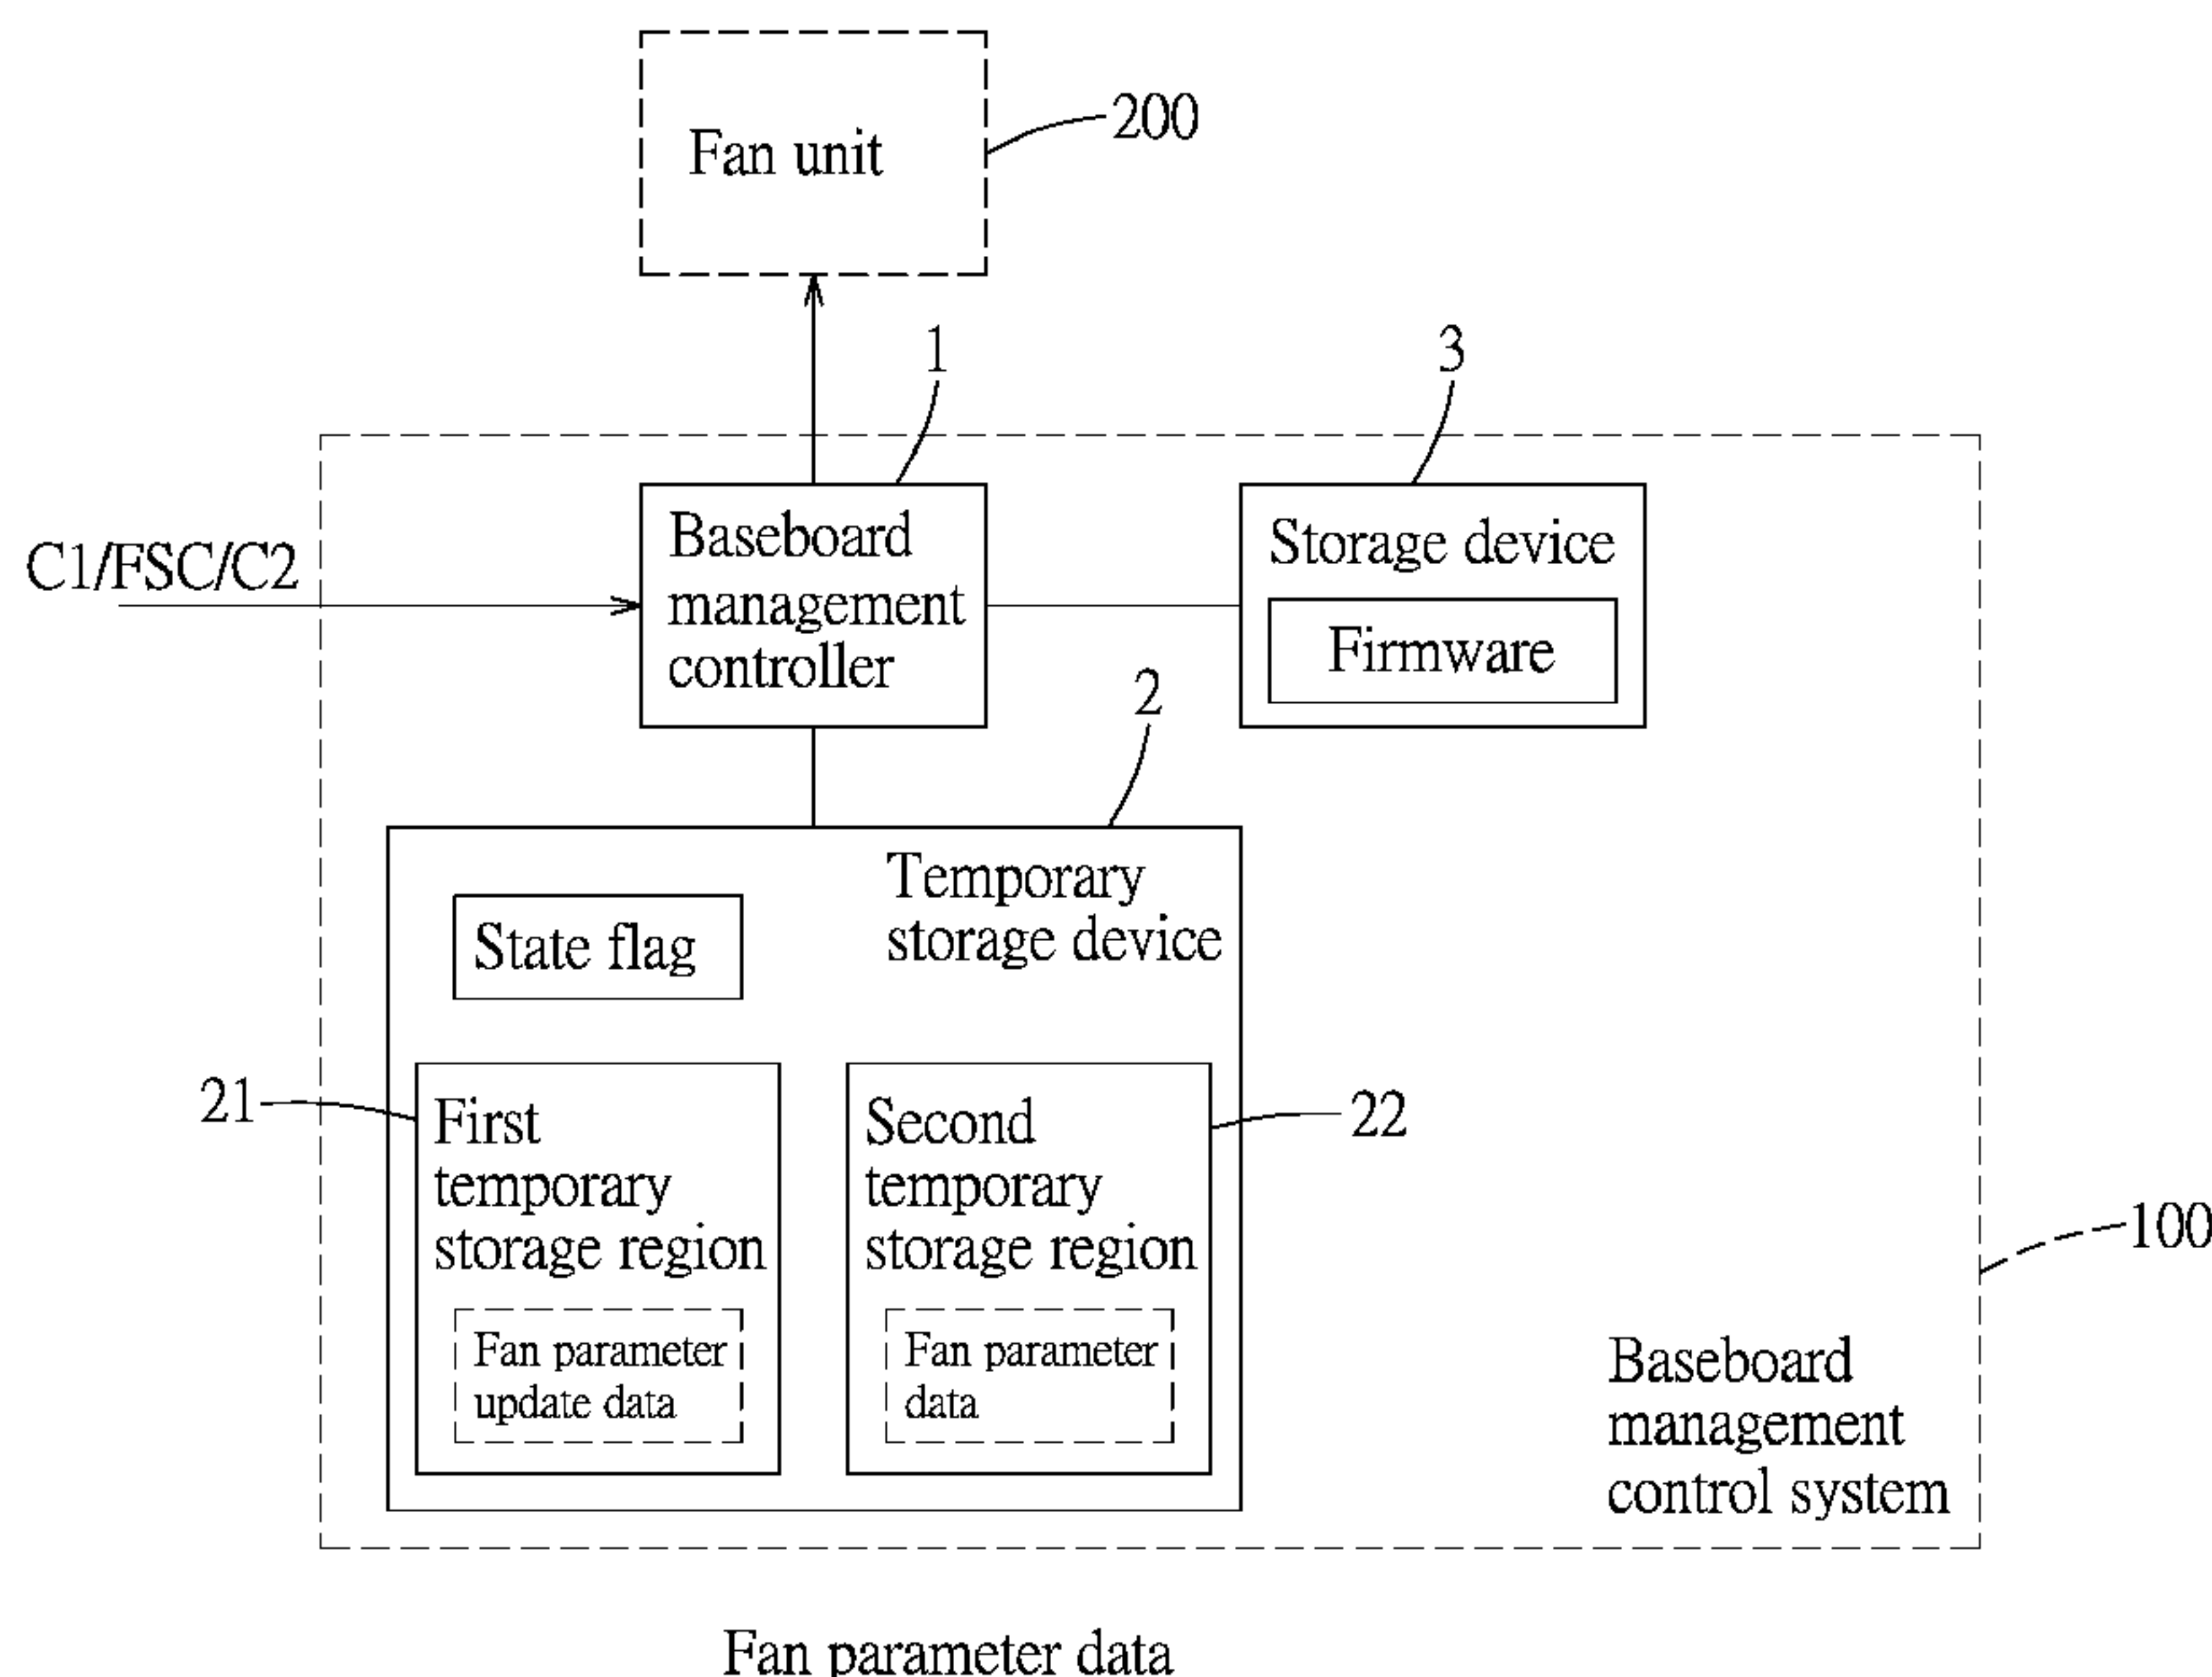 Fan unit
200
1
3
C1/FSC/C2
Baseboard
management
controller
Storage device
Firmware
2
Temporary
storage device
State flag
21
First
temporary
storage region
Fan parameter
update data
Second
temporary
storage region
Fan parameter
data
22
100
Baseboard
management
control system
Fan parameter data